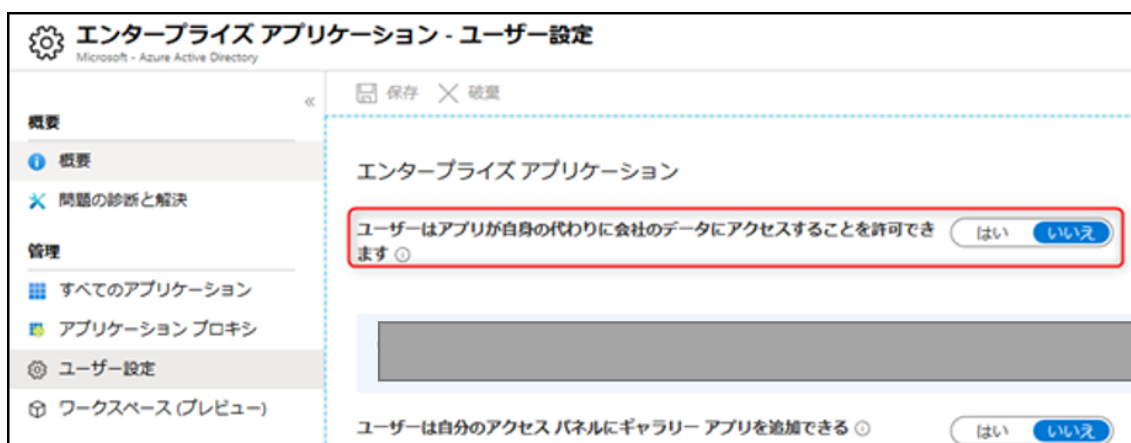 エンタープライズ アプリケーション - ユーザー設定
Microsoft - Azure Active Directory
«
保存 破棄
概要
概要
問題の診断と解決
管理
すべてのアプリケーション
アプリケーション プロキシ
ユーザー設定
ワークスペース (プレビュー)
エンタープライズ アプリケーション
ユーザーはアプリが自身の代わりに会社のデータにアクセスすることを許可でき
ます
はい いいえ
ユーザーは自分のアクセス パネルにギャラリー アプリを追加できる
はい いいえ